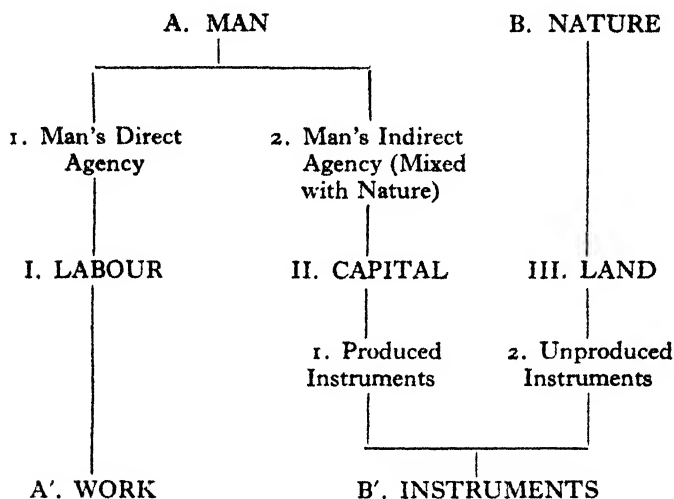 A. MAN
B. NATURE
1. Man's Direct
Agency
2. Man's Indirect
Agency (Mixed
with Nature)
I. LABOUR
II. CAPITAL
III. LAND
1. Produced
Instruments
2. Unproduced
Instruments
A′. WORK
B′. INSTRUMENTS